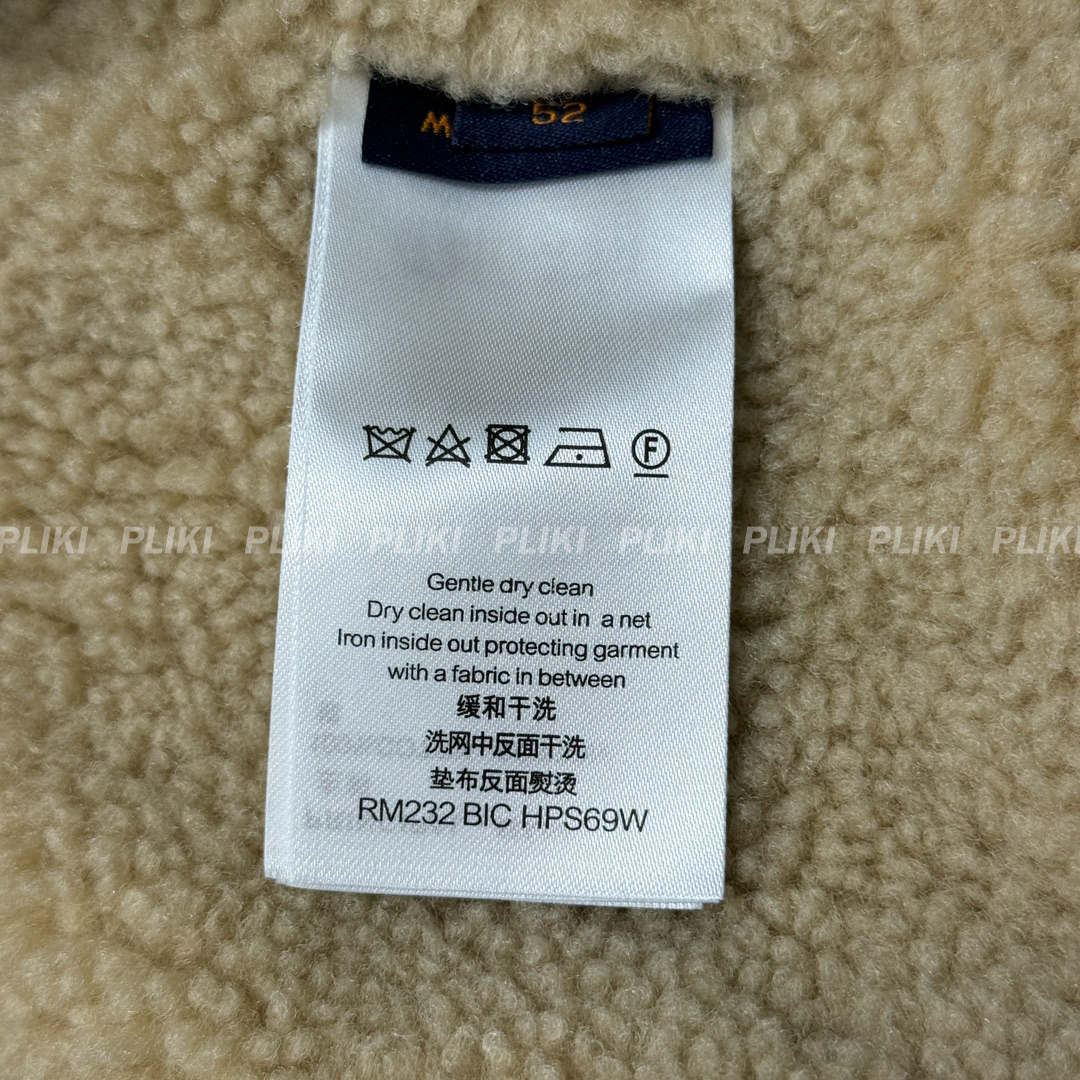 52
M
F
PLIKI PLIKI PLIKI PLIKI PLIKI PLIKI PLIKI PLIKI PLIKI
Gentle dry clean
Dry clean inside out in a net
Iron inside out protecting garment
with a fabric in between
缓和干洗
洗网中反面干洗
垫布反面熨烫
RM232 BIC HPS69W